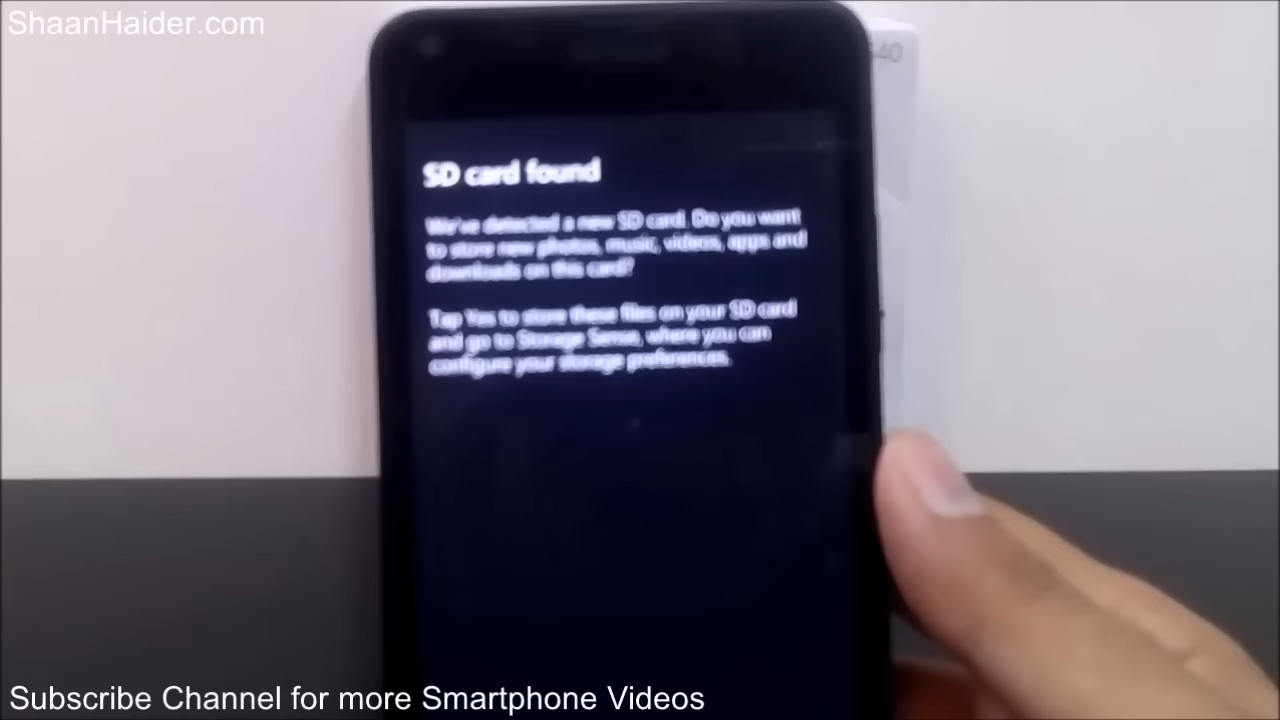 ShaanHaider.com
640
SD card found
We've detected a new SD card. Do you want
to store new photos, music, videos, apps and
downloads on this card?
Tap Yes to store these files on your SD card
and go to Storage Sense, where you can
configure your storage preferences.
Subscribe Channel for more Smartphone Videos